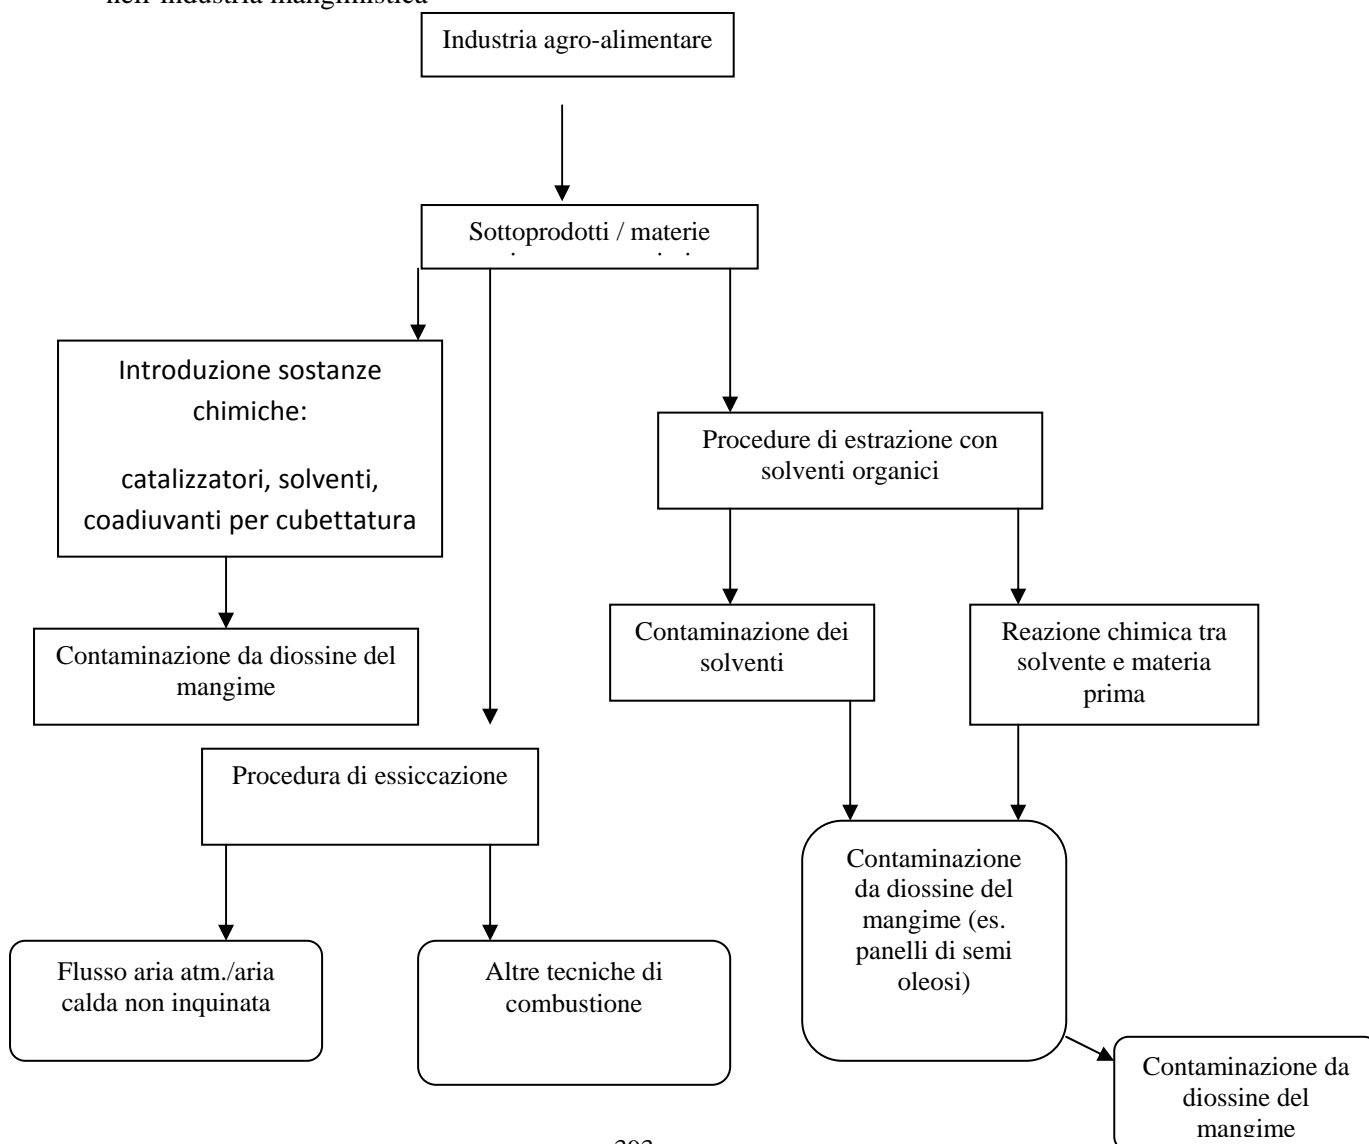 nell'industria mangimistica
Industria agro-alimentare
Sottoprodotti / materie
Introduzione sostanze
chimiche:
catalizzatori, solventi,
coadiuvanti per cubettatura
Procedure di estrazione con
solventi organici
Contaminazione da diossine del
mangime
Contaminazione dei
solventi
Reazione chimica tra
solvente e materia
prima
Procedura di essiccazione
Flusso aria atm./aria
calda non inquinata
Altre tecniche di
combustione
Contaminazione
da diossine del
mangime (es.
panelli di semi
oleosi)
Contaminazione da
diossine del
mangime